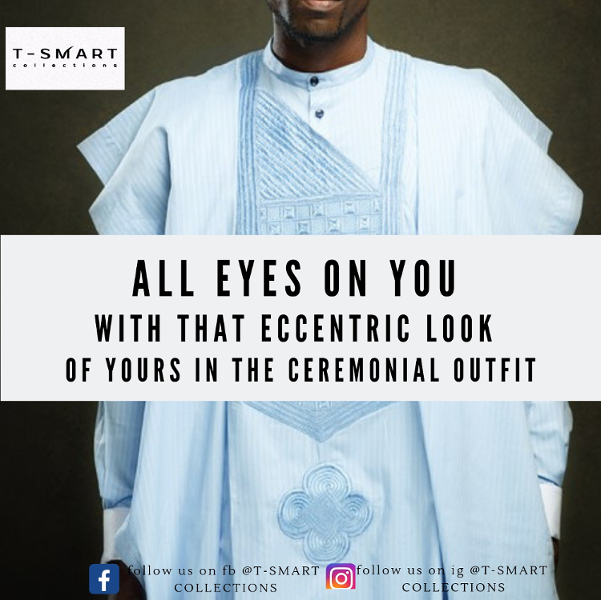 T-SMART
collections
ALL EYES ON YOU
WITH THAT ECCENTRIC LOOK
OF YOURS IN THE CEREMONIAL OUTFIT
follow us on fb @T-SMART
COLLECTIONS
follow us on ig @T-SMART
COLLECTIONS